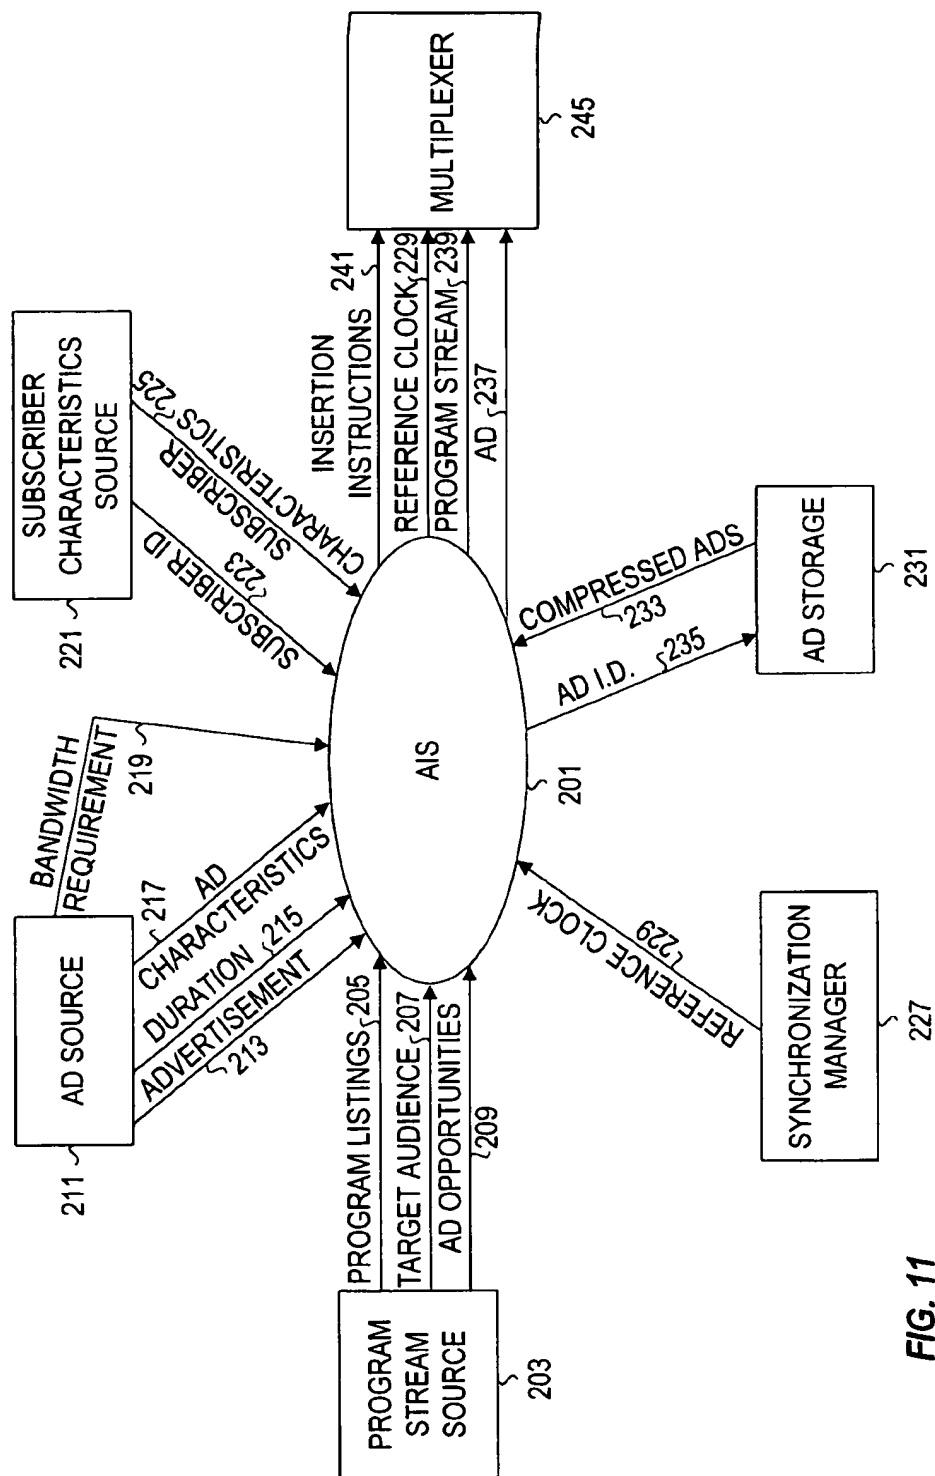 SUBSCRIBER
CHARACTERISTICS
SOURCE
221
SUBSCRIBER ID
223
SUBSCRIBER
CHARACTERISTICS
225
AD SOURCE
211
BANDWIDTH
REQUIREMENT
219
217
AD
CHARACTERISTICS
DURATION
215
ADVERTISEMENT
213
PROGRAM
STREAM
SOURCE
203
PROGRAM LISTINGS 205
TARGET AUDIENCE 207
AD OPPORTUNITIES
209
AIS
201
INSERTION
INSTRUCTIONS 241
REFERENCE CLOCK 229
PROGRAM STREAM 239
AD 237
MULTIPLEXER
245
SYNCHRONIZATION
MANAGER
227
REFERENCE CLOCK
229
AD I.D. 235
COMPRESSED ADS
233
AD STORAGE
231
FIG. 11